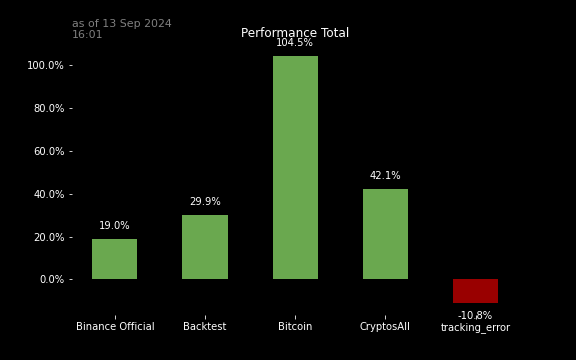 as of 13 Sep 2024
16:01
Performance Total
104.5%
100.0%
80.0%
60.0%
42.1%
40.0%
29.9%
19.0%
20.0%
0.0%
-10.8%
Binance Official
Backtest
Bitcoin
CryptosAll
tracking_error